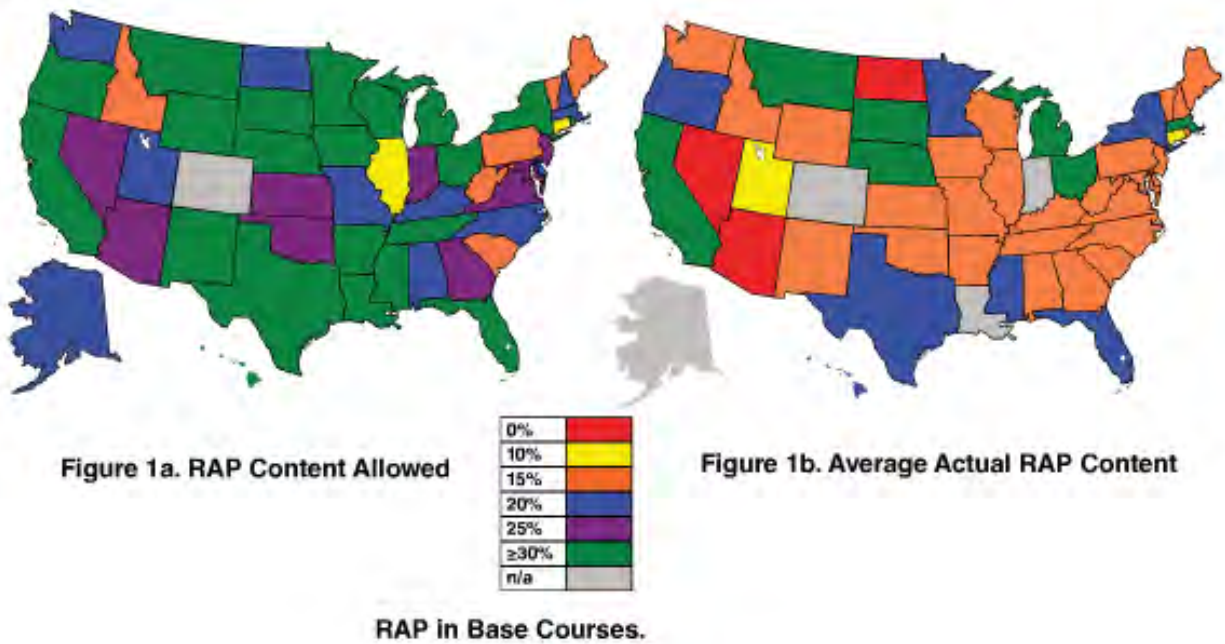 Figure 1a. RAP Content Allowed
0%
10%
15%
20%
25%
≥30%
n/a
Figure 1b. Average Actual RAP Content
RAP in Base Courses.